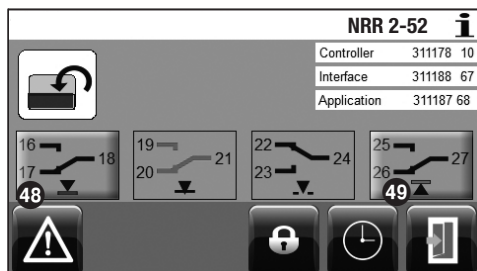 NRR 2-52 i
Controller 311178 10
Interface 311188 67
Application 311187 68
16 17 18
19 20 21
22 23 24
25 26 27
48 49